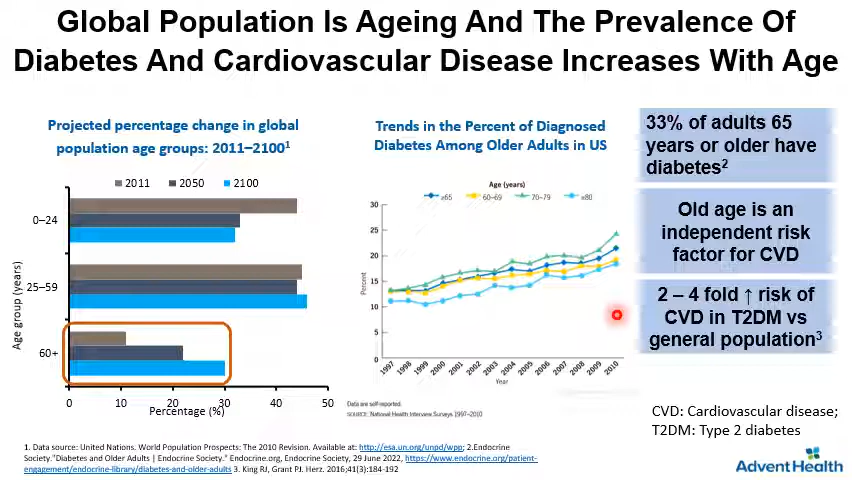 Global Population Is Ageing And The Prevalence Of
Diabetes And Cardiovascular Disease Increases With Age
Projected percentage change in global
population age groups: 2011–2100¹
2011 2050 2100
Age group (years)
0–24
25–59
60+
0 10 20 30 40 50
Percentage (%)
Trends in the Percent of Diagnosed
Diabetes Among Older Adults in US
Age (years)
≥65 60–69 70–79 ≥80
Percent
30
25
20
15
10
5
0
1997 1998 1999 2000 2001 2002 2003 2004 2005 2006 2007 2008 2009 2010
Year
Data are self-reported.
SOURCE: National Health Interview Surveys 1997–2010
33% of adults 65
years or older have
diabetes²
Old age is an
independent risk
factor for CVD
2 – 4 fold ↑ risk of
CVD in T2DM vs
general population³
CVD: Cardiovascular disease;
T2DM: Type 2 diabetes
1. Data source: United Nations. World Population Prospects: The 2010 Revision. Available at: http://esa.un.org/unpd/wpp; 2.Endocrine
Society."Diabetes and Older Adults | Endocrine Society." Endocrine.org, Endocrine Society, 29 June 2022, https://www.endocrine.org/patient-
engagement/endocrine-library/diabetes-and-older-adults 3. King RJ, Grant PJ. Herz. 2016;41(3):184-192
Advent Health